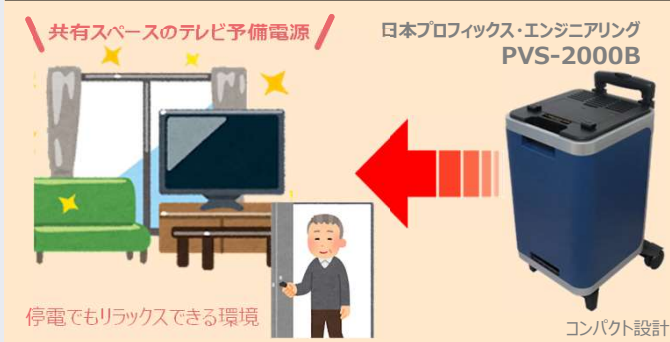 共有スペースのテレビ予備電源
日本プロフィックス・エンジニアリング
PVS-2000B
停電でもリラックスできる環境
コンパクト設計